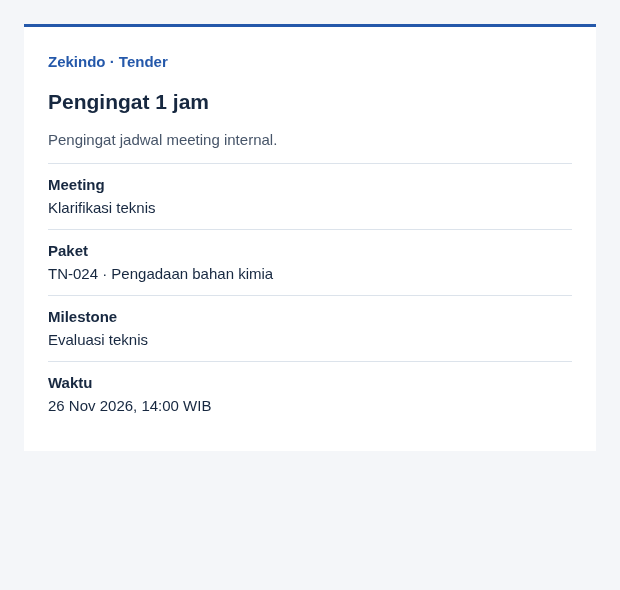 Zekindo · Tender
Pengingat 1 jam
Pengingat jadwal meeting internal.
Meeting
Klarifikasi teknis
Paket
TN-024 · Pengadaan bahan kimia
Milestone
Evaluasi teknis
Waktu
26 Nov 2026, 14:00 WIB